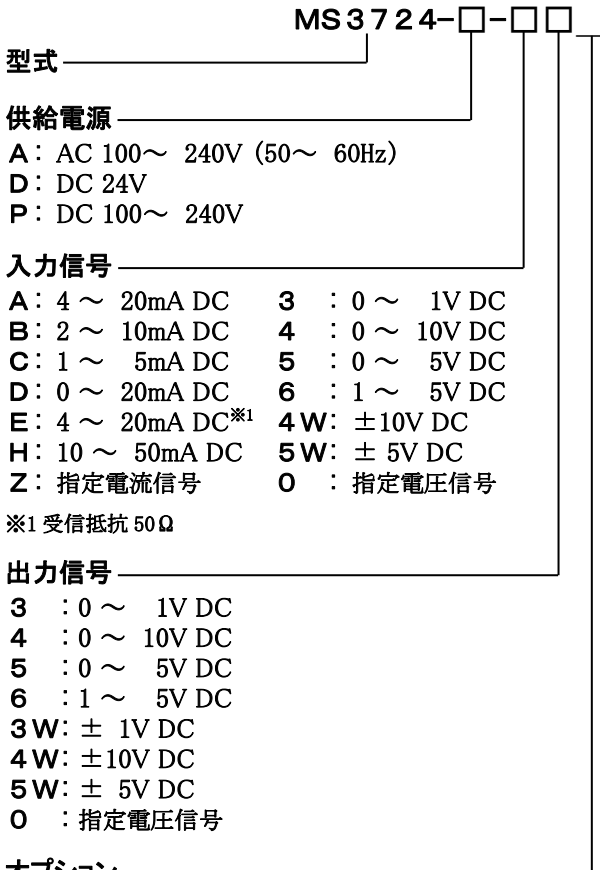 MS3724-□-□□
型式
供給電源
A： AC 100～ 240V (50～ 60Hz)
D： DC 24V
P： DC 100～ 240V
入力信号
A： 4 ～ 20mA DC 3 ： 0 ～ 1V DC
B： 2 ～ 10mA DC 4 ： 0 ～ 10V DC
C： 1 ～ 5mA DC 5 ： 0 ～ 5V DC
D： 0 ～ 20mA DC 6 ： 1 ～ 5V DC
E： 4 ～ 20mA DC※1 4W： ±10V DC
H： 10 ～ 50mA DC 5W： ± 5V DC
Z： 指定電流信号 0 ： 指定電圧信号
※1 受信抵抗 50Ω
出力信号
3 ：0 ～ 1V DC
4 ：0 ～ 10V DC
5 ：0 ～ 5V DC
6 ：1 ～ 5V DC
3W： ± 1V DC
4W： ±10V DC
5W： ± 5V DC
0 ：指定電圧信号
オプション